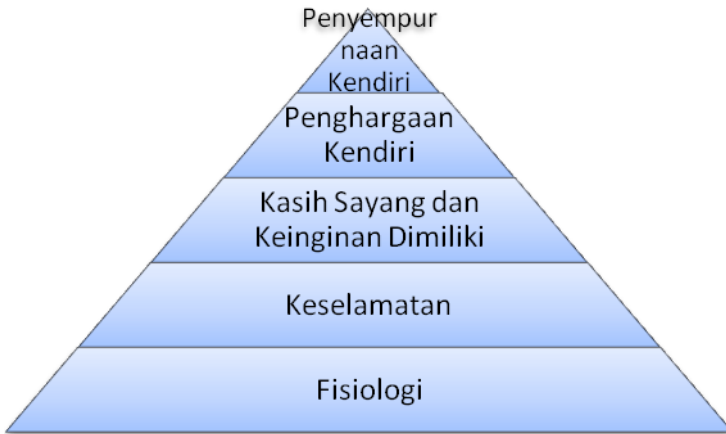 Penyempur
naan
Kendiri
Penghargaan
Kendiri
Kasih Sayang dan
Keinginan Dimiliki
Keselamatan
Fisiologi